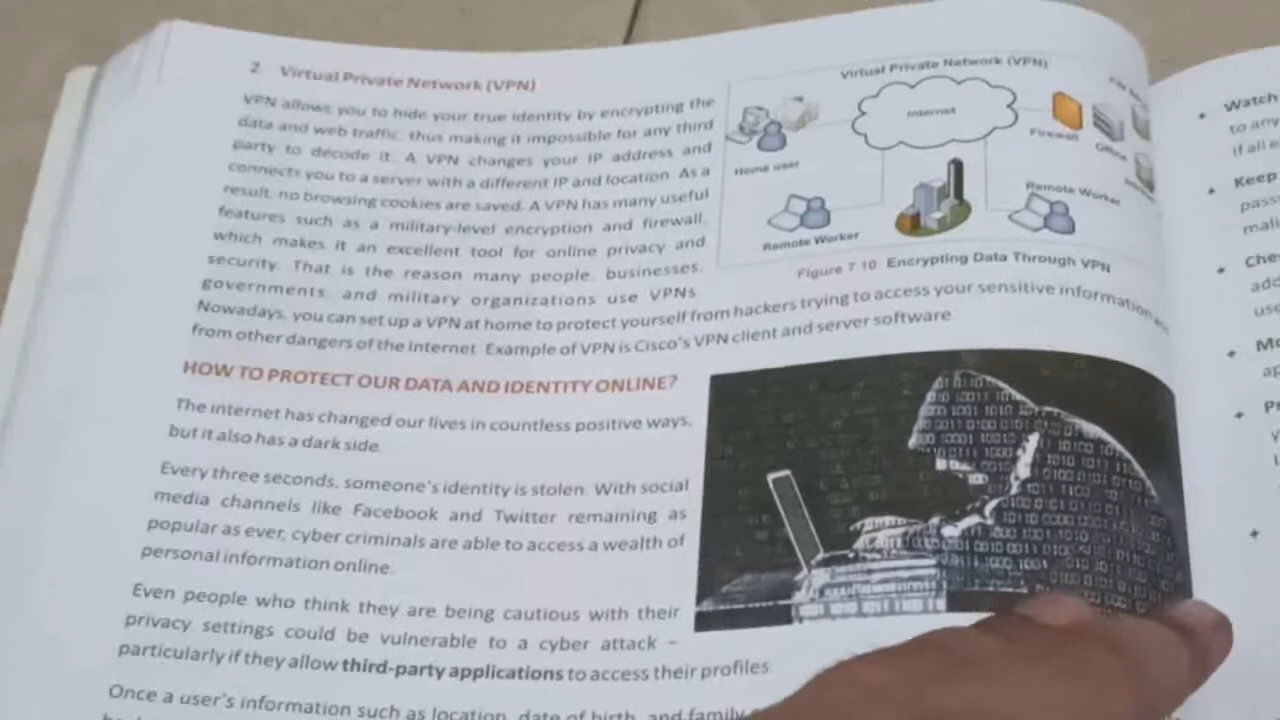 2. Virtual Private Network (VPN)
VPN allows you to hide your true identity by encrypting the
data and web traffic, thus making it impossible for any third
party to decode it. A VPN changes your IP address and
connects you to a server with a different IP and location. As a
result, no browsing cookies are saved. A VPN has many useful
features such as a military-level encryption and firewall,
which makes it an excellent tool for online privacy and
security. That is the reason many people, businesses,
governments, and military organizations use VPNs.
Nowadays, you can set up a VPN at home to protect yourself from hackers trying to access your sensitive information
from other dangers of the Internet. Example of VPN is Cisco's VPN client and server software
Virtual Private Network (VPN)
Internet
Home user
Firewall
Office
Remote Worker
Remote Worker
Figure 7.10: Encrypting Data Through VPN
HOW TO PROTECT OUR DATA AND IDENTITY ONLINE?
The internet has changed our lives in countless positive ways,
but it also has a dark side.
Every three seconds, someone's identity is stolen. With social
media channels like Facebook and Twitter remaining as
popular as ever, cyber criminals are able to access a wealth of
personal information online.
Even people who think they are being cautious with their
privacy settings could be vulnerable to a cyber attack –
particularly if they allow third-party applications to access their profiles.
Once a user's information such as location, date of birth, and family
• Watch
to any
if all
• Keep